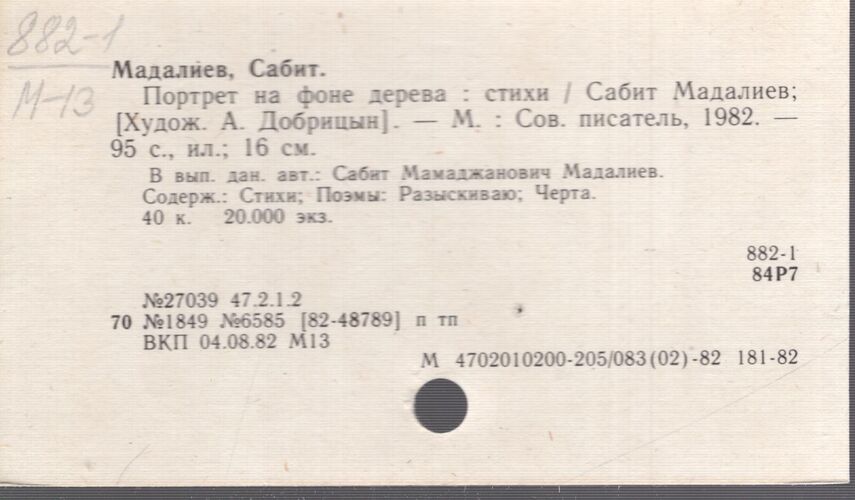 882-1
М-13
Мадалиев, Сабит.
Портрет на фоне дерева : стихи / Сабит Мадалиев;
[Худож. А. Добрицын]. — М. : Сов. писатель, 1982. —
95 с., ил.; 16 см.
В вып. дан. авт.: Сабит Мамаджанович Мадалиев.
Содерж.: Стихи; Поэмы: Разыскиваю; Черта.
40 к. 20.000 экз.
882-1
84Р7
№27039 47.2.1.2
70 №1849 №6585 [82-48789] п тп
ВКП 04.08.82 М13
М 4702010200-205/083(02)-82 181-82